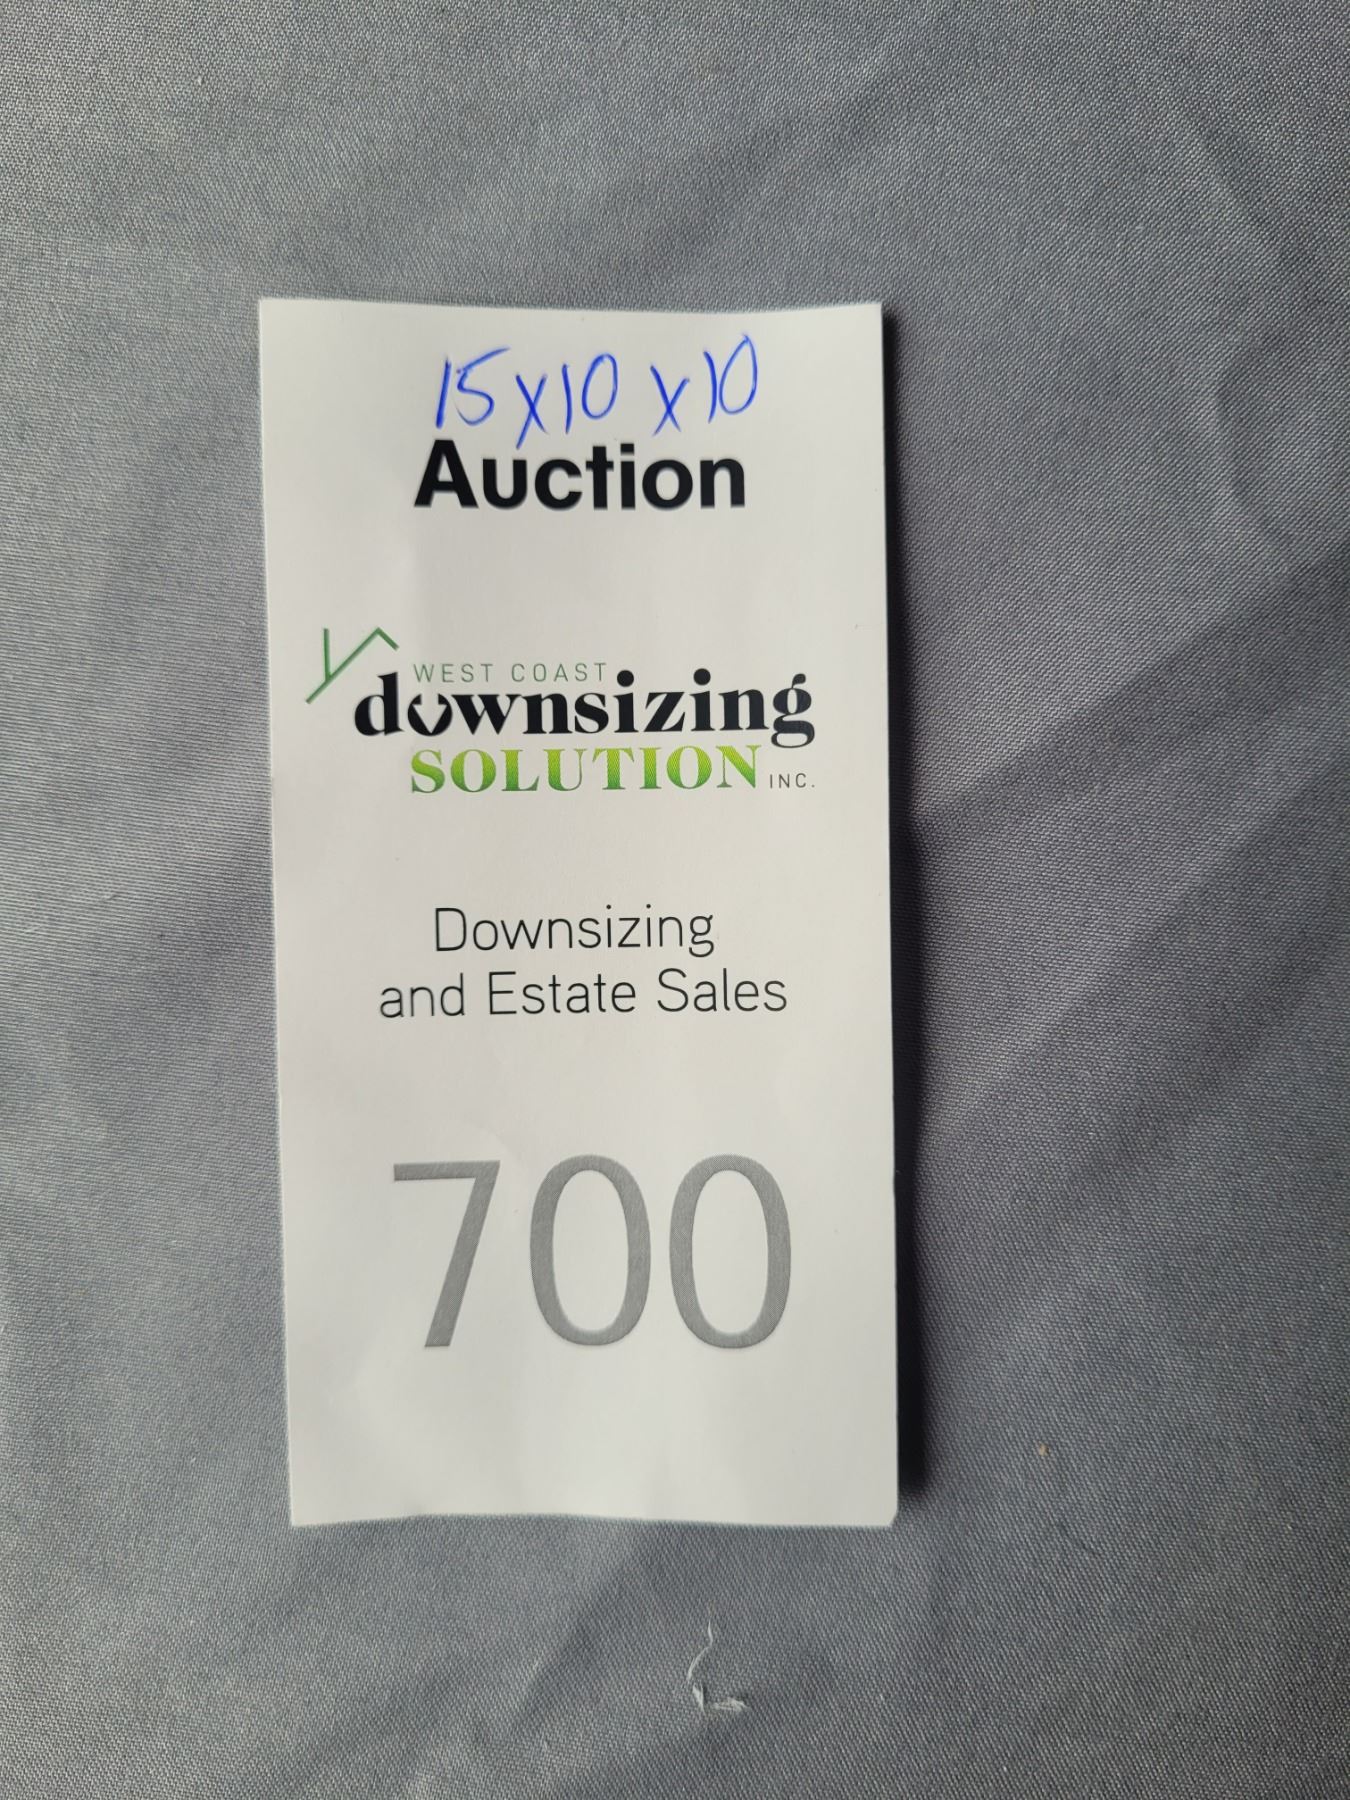 15x10x10
Auction
WEST COAST
downsizing
SOLUTION INC.
Downsizing
and Estate Sales
700